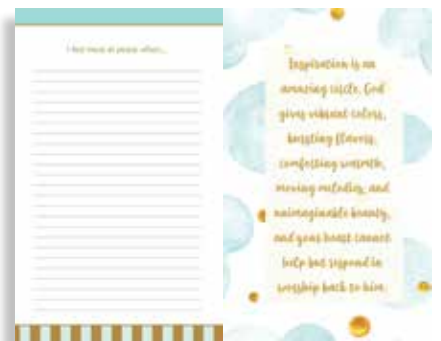 I feel most at peace when...
Inspiration is an
amazing circle. God
gives vibrant colors,
bursting flavors,
comforting warmth,
moving melodies, and
unimaginable beauty,
and your heart cannot
help but respond in
worship back to him.